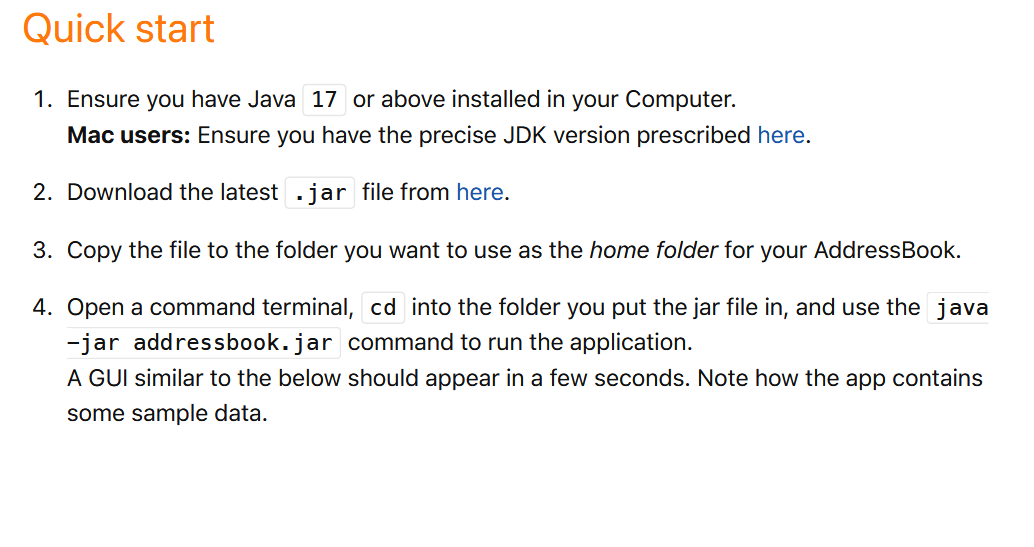 Quick start
1. Ensure you have Java 17 or above installed in your Computer.
Mac users: Ensure you have the precise JDK version prescribed here.
2. Download the latest .jar file from here.
3. Copy the file to the folder you want to use as the home folder for your AddressBook.
4. Open a command terminal, cd into the folder you put the jar file in, and use the java
-jar addressbook.jar command to run the application.
A GUI similar to the below should appear in a few seconds. Note how the app contains
some sample data.